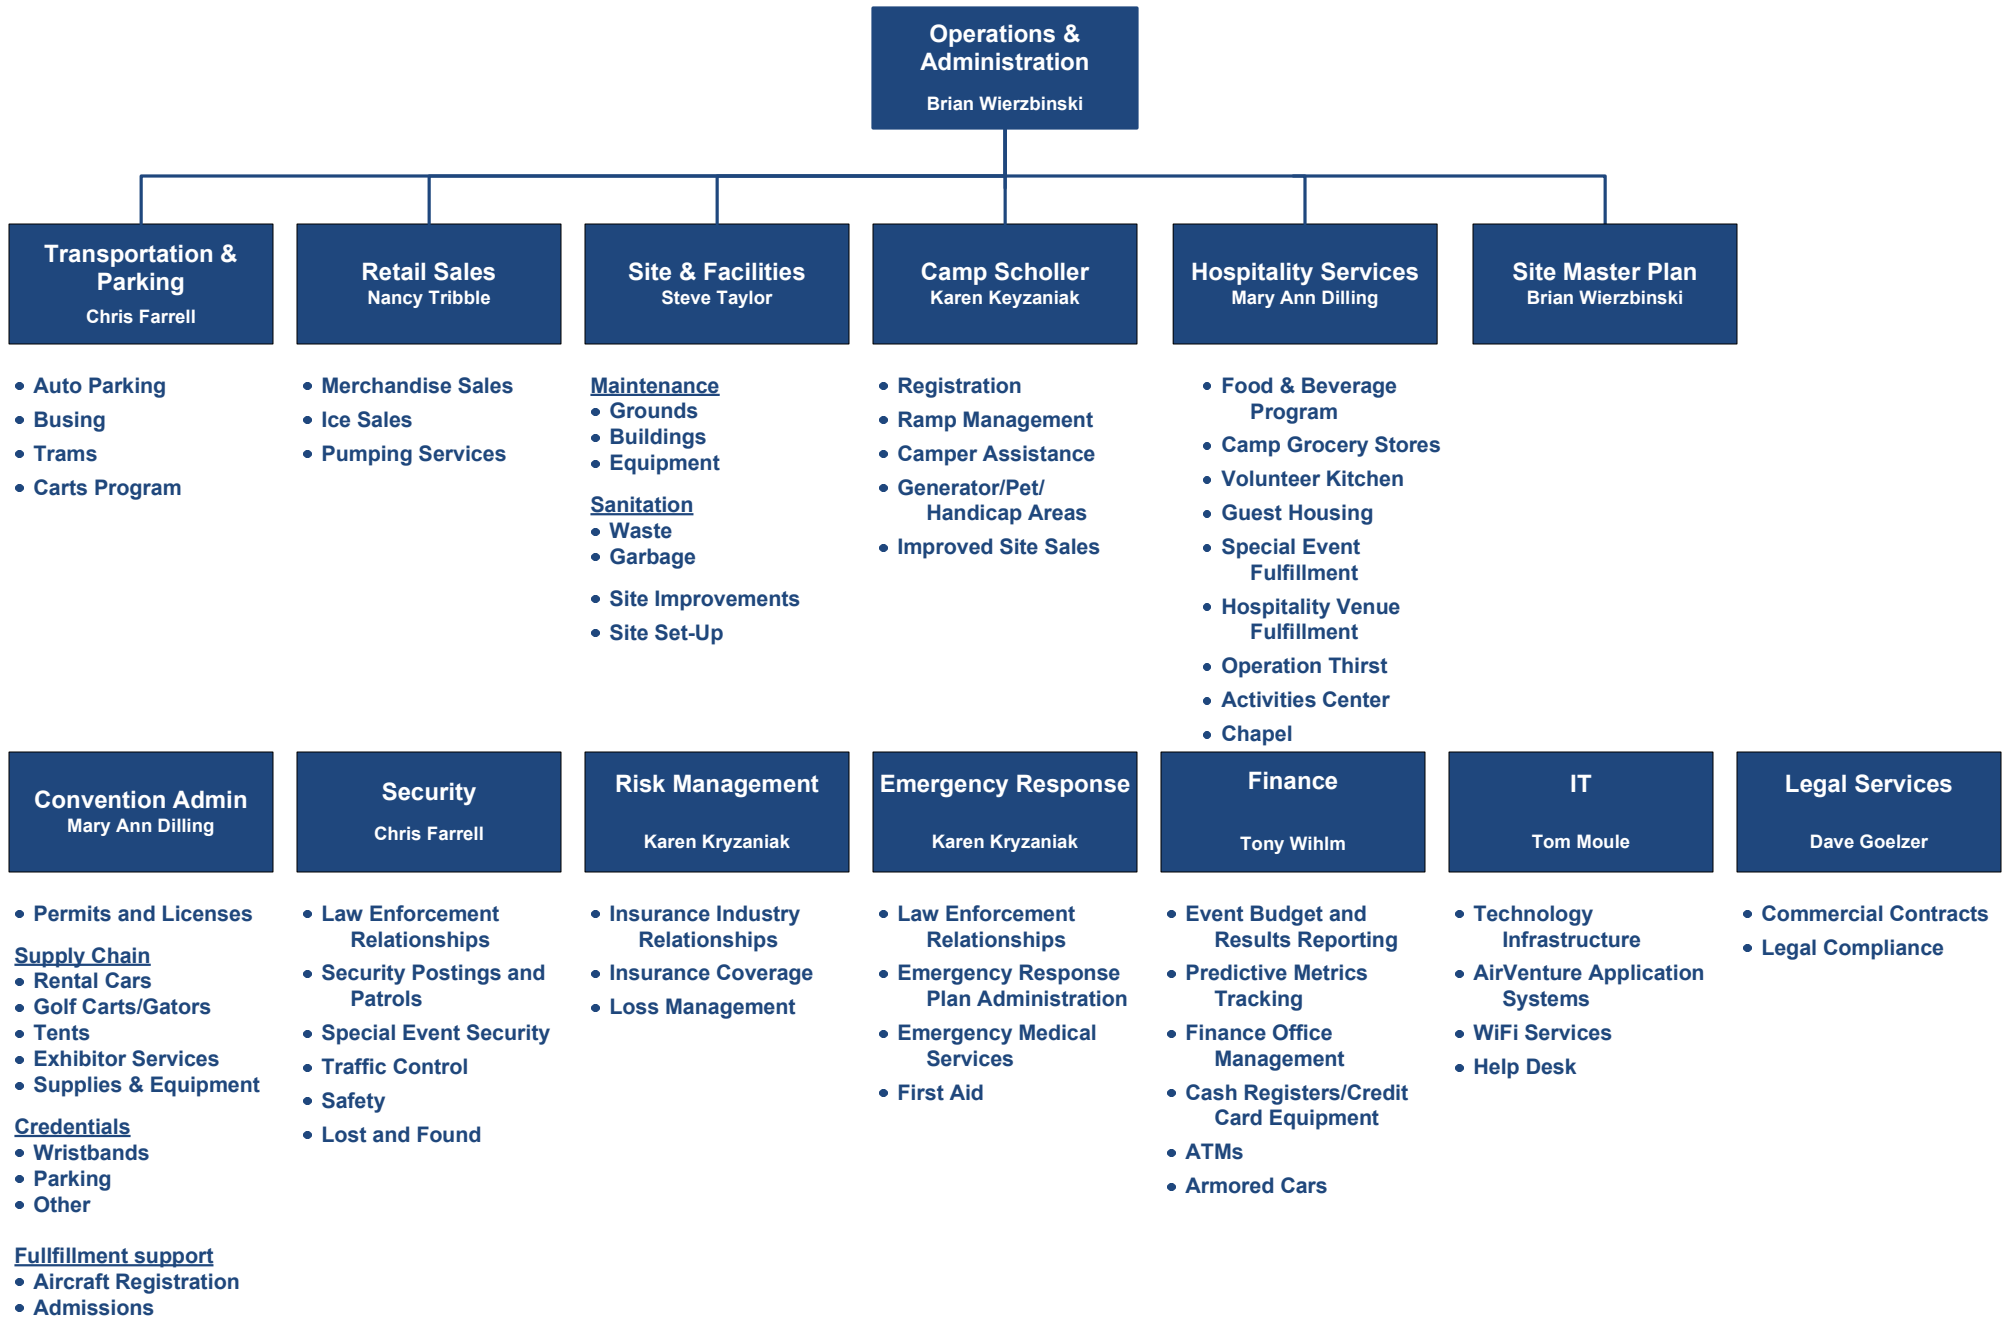 Operations &
Administration
Brian Wierzbinski
Transportation &
Parking
Chris Farrell
Retail Sales
Nancy Tribble
Site & Facilities
Steve Taylor
Camp Scholler
Karen Keyzaniak
Hospitality Services
Mary Ann Dilling
Site Master Plan
Brian Wierzbinski
• Auto Parking
• Busing
• Trams
• Carts Program
• Merchandise Sales
• Ice Sales
• Pumping Services
Maintenance
• Grounds
• Buildings
• Equipment
Sanitation
• Waste
• Garbage
• Site Improvements
• Site Set-Up
• Registration
• Ramp Management
• Camper Assistance
• Generator/Pet/
Handicap Areas
• Improved Site Sales
• Food & Beverage
Program
• Camp Grocery Stores
• Volunteer Kitchen
• Guest Housing
• Special Event
Fulfillment
• Hospitality Venue
Fulfillment
• Operation Thirst
• Activities Center
• Chapel
Convention Admin
Mary Ann Dilling
Security
Chris Farrell
Risk Management
Karen Kryzaniak
Emergency Response
Karen Kryzaniak
Finance
Tony Wihlm
IT
Tom Moule
Legal Services
Dave Goelzer
• Permits and Licenses
Supply Chain
• Rental Cars
• Golf Carts/Gators
• Tents
• Exhibitor Services
• Supplies & Equipment
Credentials
• Wristbands
• Parking
• Other
Fullfillment support
• Aircraft Registration
• Admissions
• Law Enforcement
Relationships
• Security Postings and
Patrols
• Special Event Security
• Traffic Control
• Safety
• Lost and Found
• Insurance Industry
Relationships
• Insurance Coverage
• Loss Management
• Law Enforcement
Relationships
• Emergency Response
Plan Administration
• Emergency Medical
Services
• First Aid
• Event Budget and
Results Reporting
• Predictive Metrics
Tracking
• Finance Office
Management
• Cash Registers/Credit
Card Equipment
• ATMs
• Armored Cars
• Technology
Infrastructure
• AirVenture Application
Systems
• WiFi Services
• Help Desk
• Commercial Contracts
• Legal Compliance